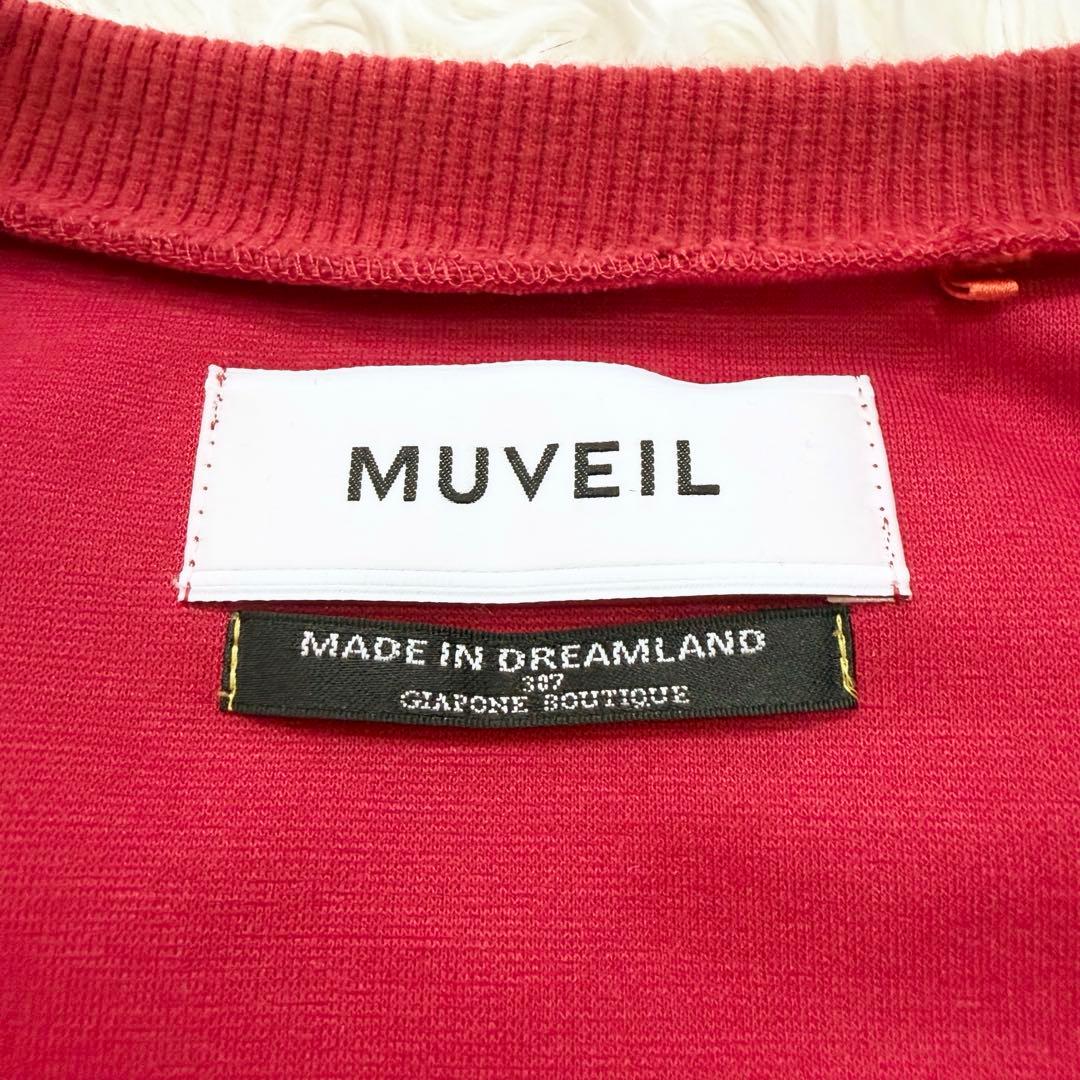 MUVEIL
MADE IN DREAMLAND
387
GIAPONE BOUTIQUE